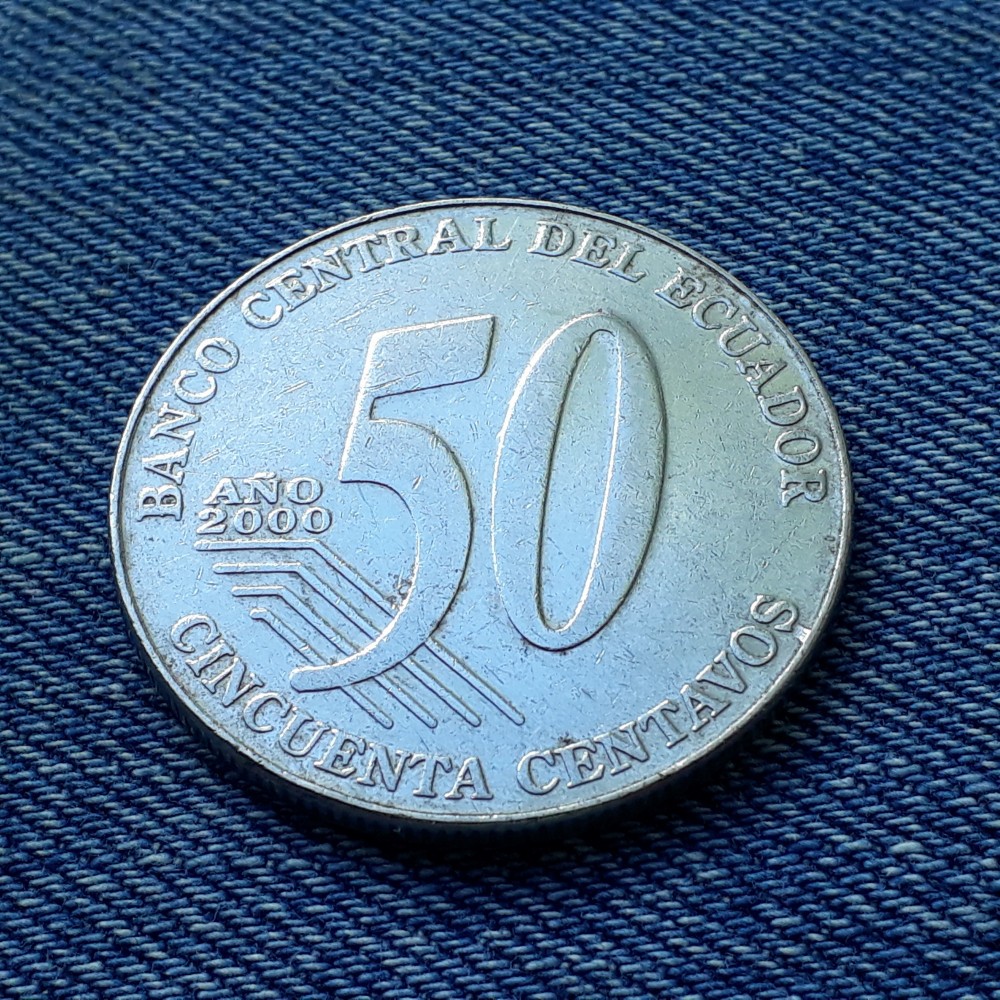 BANCO CENTRAL DEL ECUADOR
50
AÑO
2000
CINCUENTA CENTAVOS